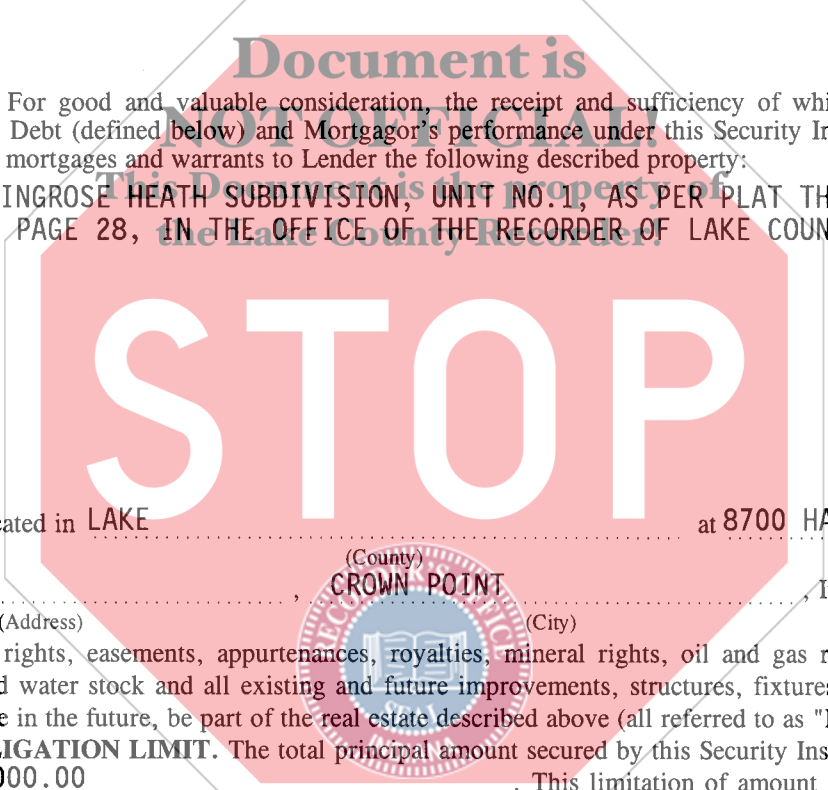 Document is
For good and valuable consideration, the receipt and sufficiency of whi
NOT OFFICIAL!
Debt (defined below) and Mortgagor's performance under this Security In
mortgages and warrants to Lender the following described property:
This Document is the property of
INGROSE HEATH SUBDIVISION, UNIT NO.1, AS PER PLAT TH
the Lake County Recorder!
PAGE 28, IN THE OFFICE OF THE RECORDER OF LAKE COUN
STOP
cated in LAKE at 8700 HA
(County)
, CROWN POINT , I
(Address) (City)
rights, easements, appurtenances, royalties, mineral rights, oil and gas r
d water stock and all existing and future improvements, structures, fixtures
e in the future, be part of the real estate described above (all referred to as "
IGATION LIMIT. The total principal amount secured by this Security Ins
000.00 . This limitation of amount
RECORDER'S OFFICE
SEAL